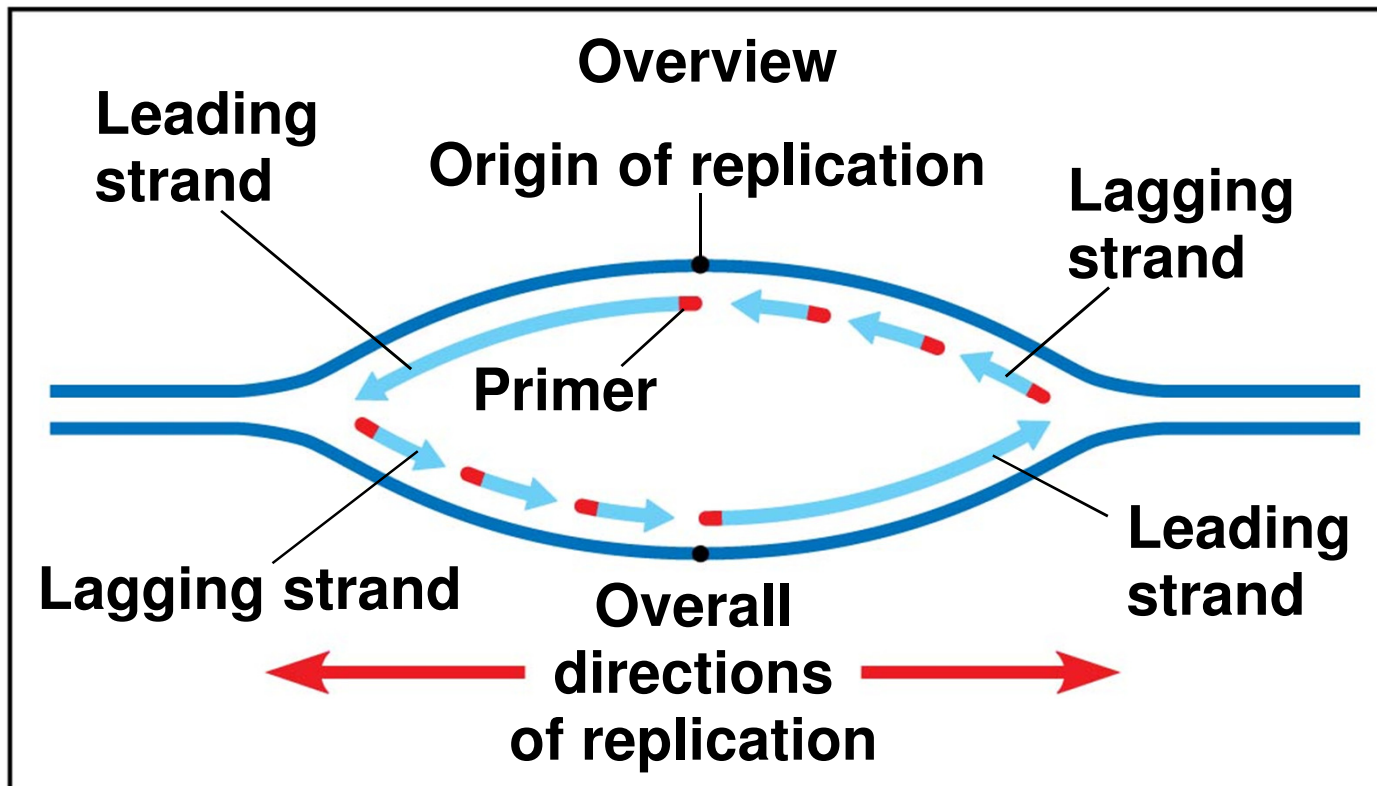 Overview
Leading
strand
Origin of replication
Lagging
strand
Primer
Lagging strand
Leading
strand
Overall
directions
of replication